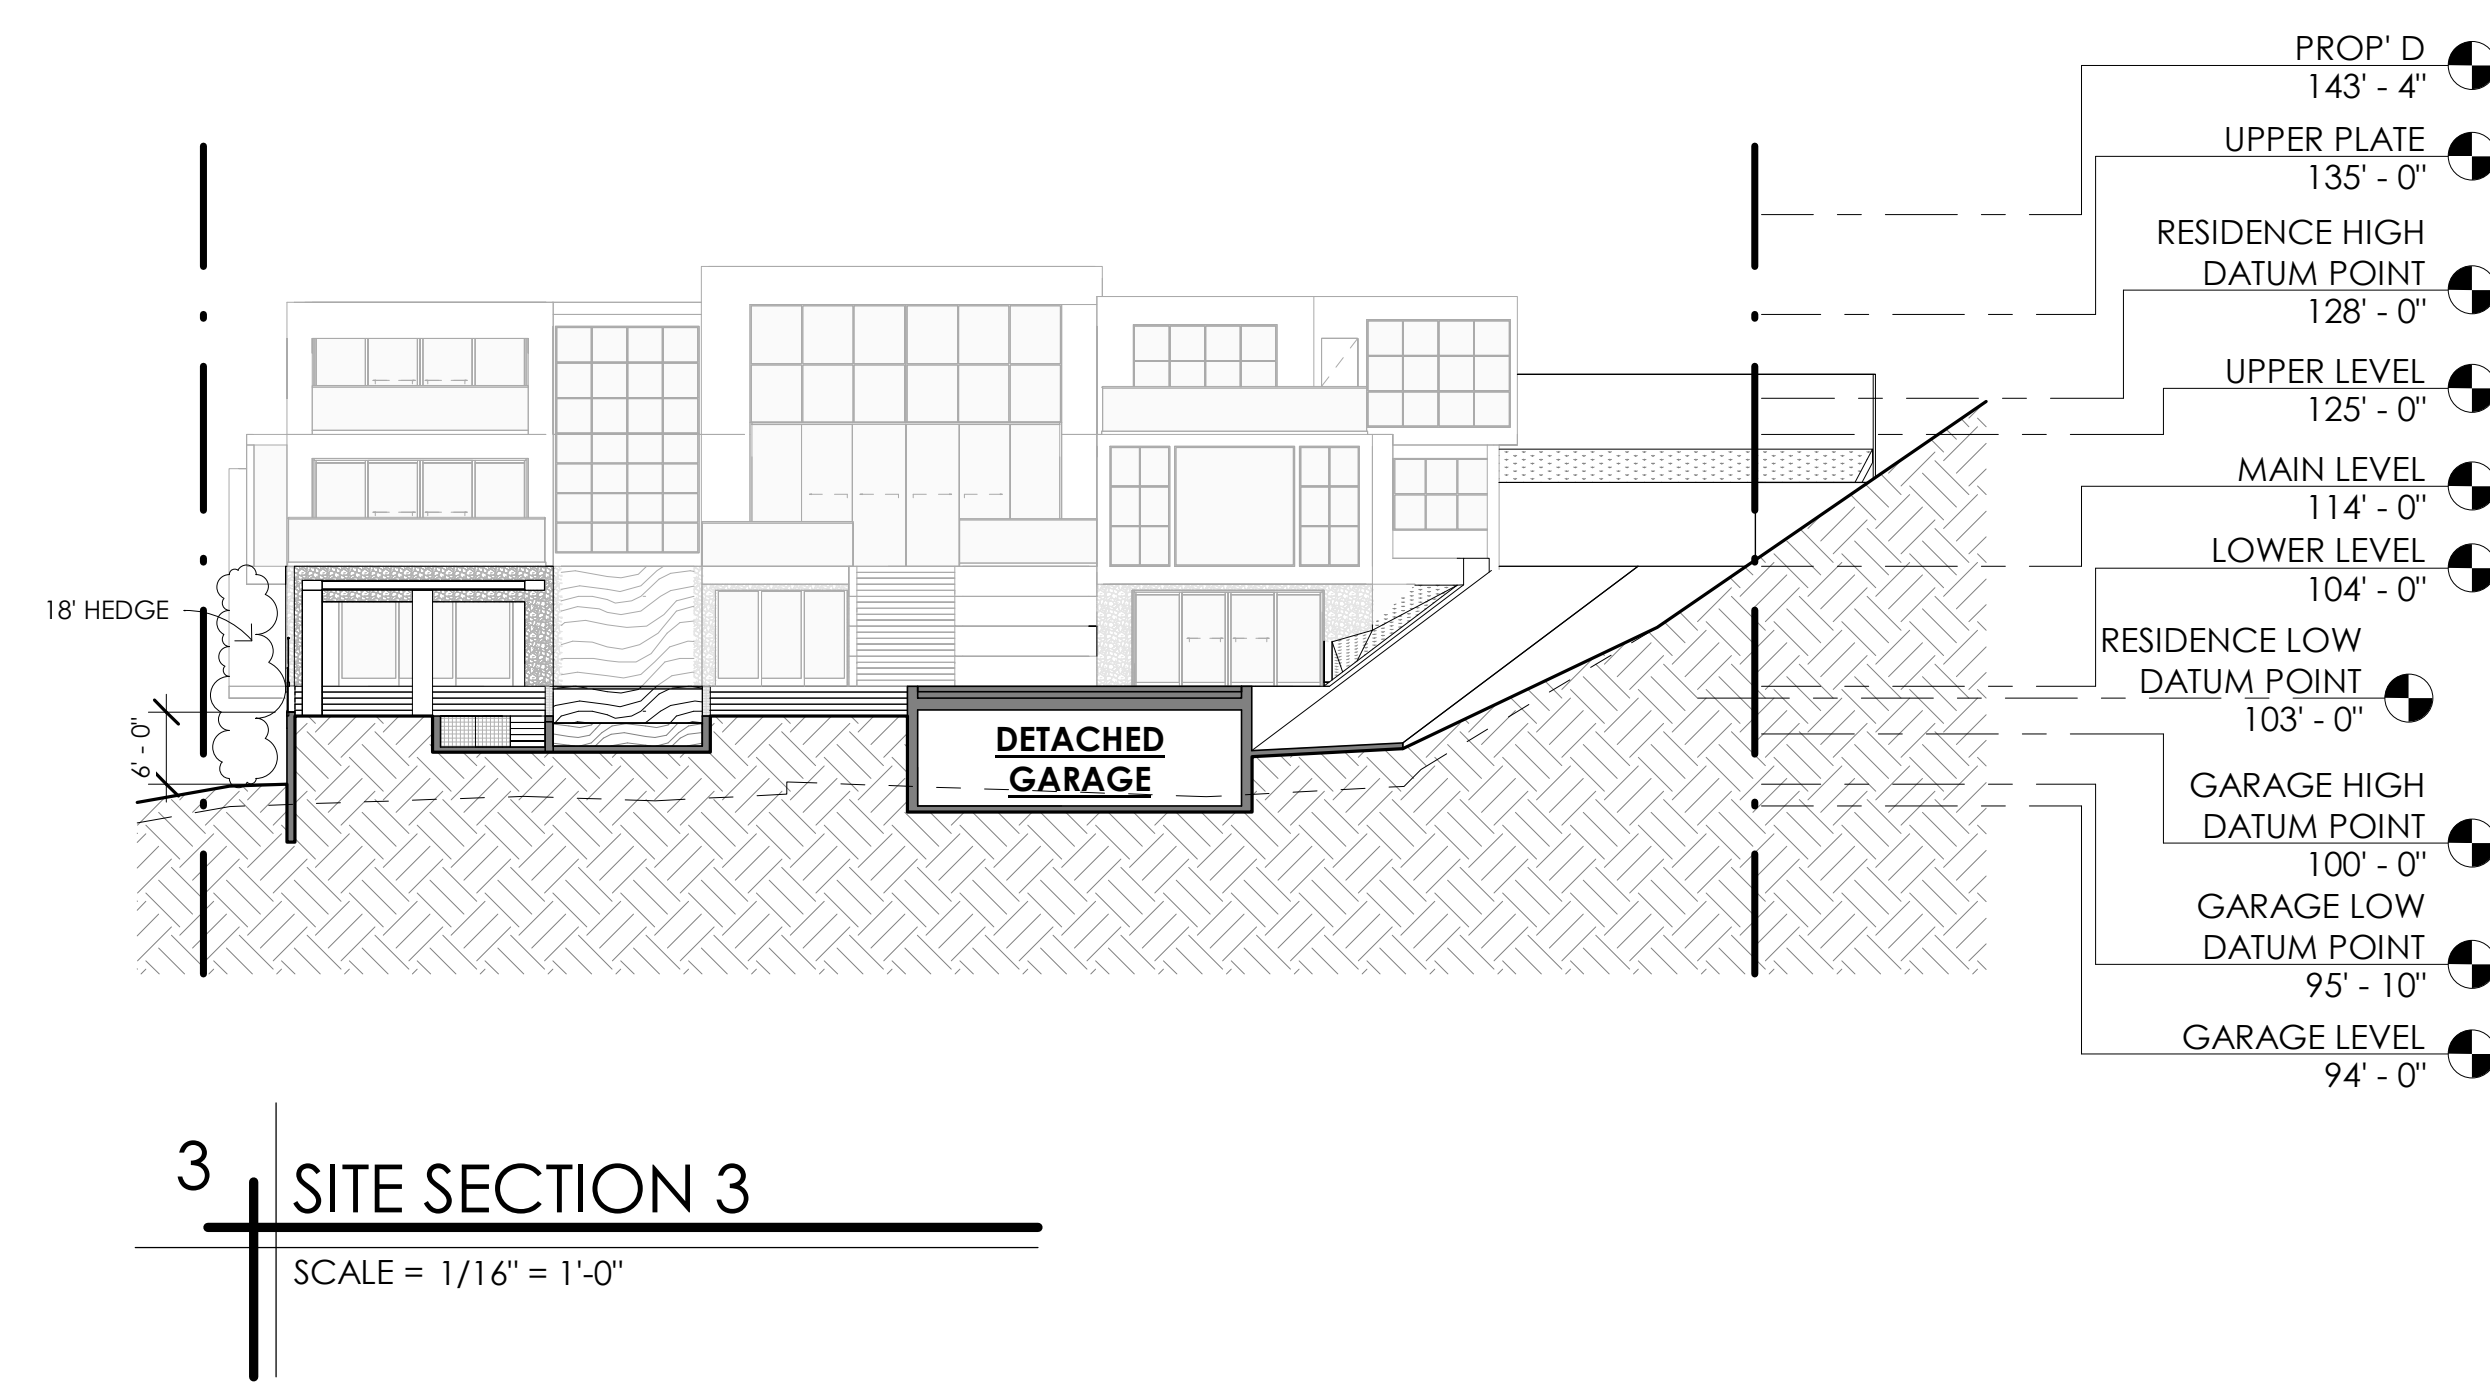 PROP' D
143' - 4"
UPPER PLATE
135' - 0"
RESIDENCE HIGH
DATUM POINT
128' - 0"
UPPER LEVEL
125' - 0"
MAIN LEVEL
114' - 0"
LOWER LEVEL
104' - 0"
18' HEDGE
RESIDENCE LOW
DATUM POINT
103' - 0"
6' - 0"
DETACHED
GARAGE
GARAGE HIGH
DATUM POINT
100' - 0"
GARAGE LOW
DATUM POINT
95' - 10"
GARAGE LEVEL
94' - 0"
3
SITE SECTION 3
SCALE = 1/16" = 1'-0"